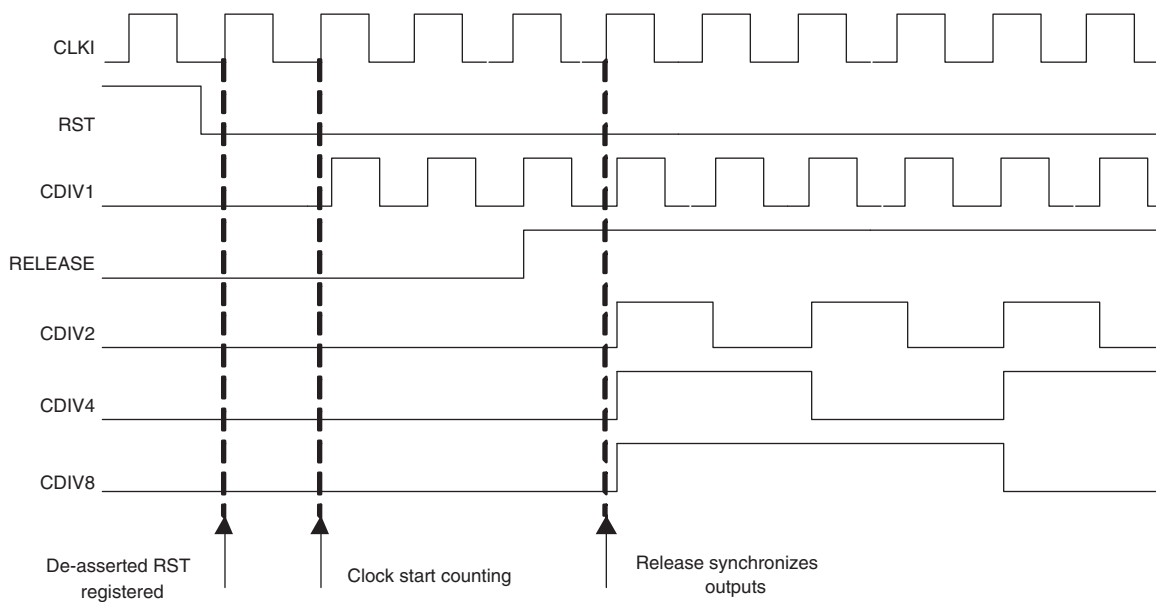 CLKI
RST
CDIV1
RELEASE
CDIV2
CDIV4
CDIV8
De-asserted RST
registered
Clock start counting
Release synchronizes
outputs